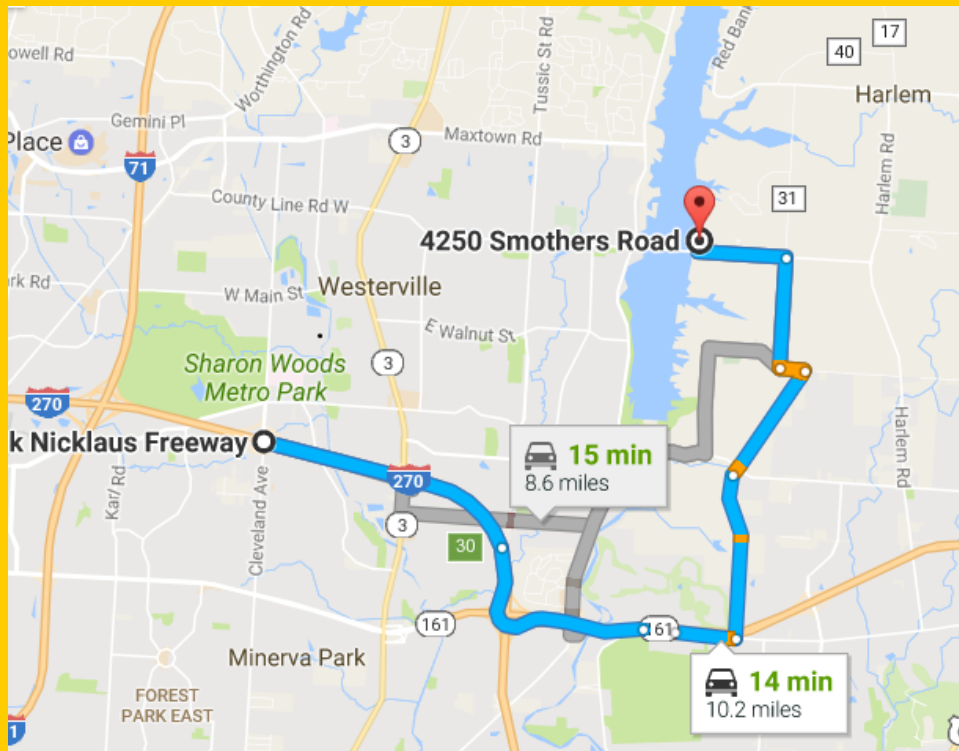 owell Rd
Worthington Rd
Tussic St Rd
Red Bank
17
40
Harlem
Gemini Pl
Place
71
3
Maxtown Rd
Harlem Rd
31
County Line Rd W
4250 Smothers Road
ark Rd
W Main St
Westerville
E Walnut St
Sharon Woods
Metro Park
3
270
k Nicklaus Freeway
270
15 min
8.6 miles
Harlem Rd
Karl Rd
Cleveland Ave
3
30
161
161
Minerva Park
14 min
10.2 miles
FOREST
PARK EAST
1